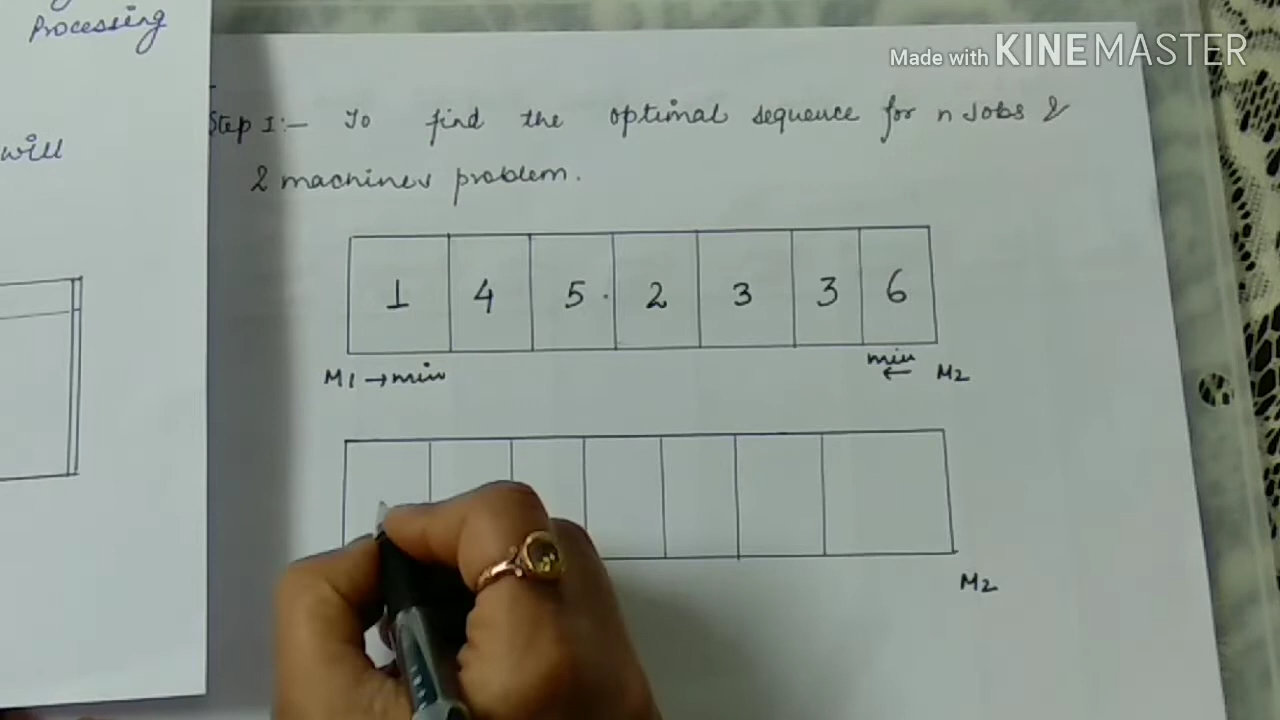 Processing
will
Made with KINEMASTER
Step I:- To find the optimal sequence for n Jobs &
2 machines problem.
1 4 5 2 3 3 6
M1 → min
min ← M2
M2